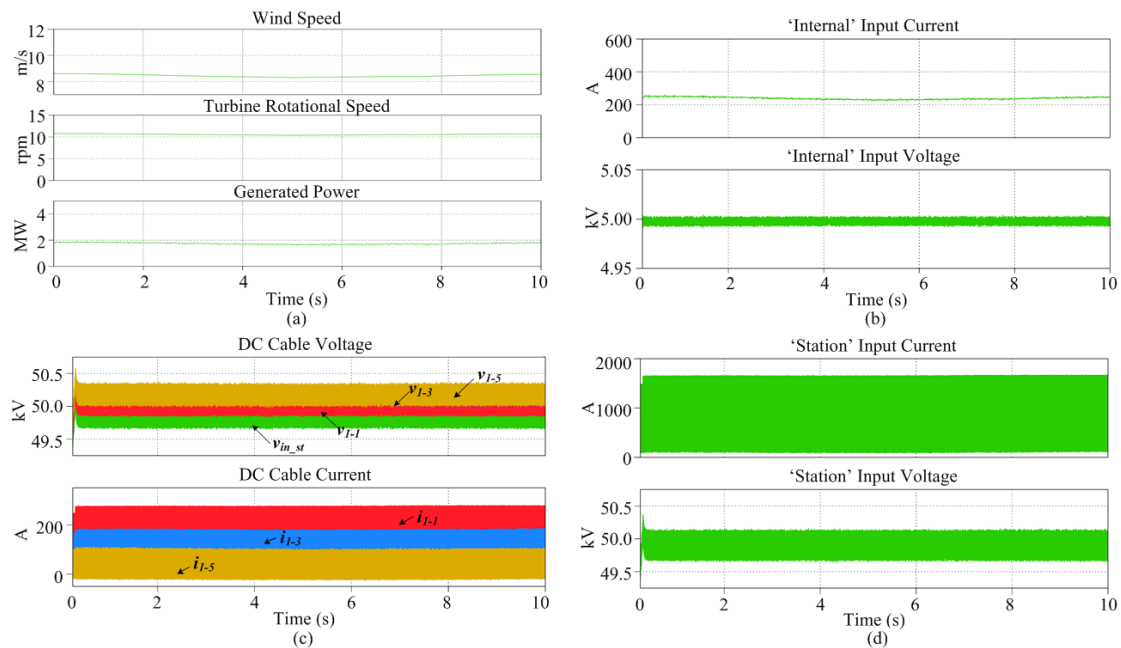 Wind Speed
12
10
8
m/s
Turbine Rotational Speed
15
10
5
0
rpm
Generated Power
4
2
0
MW
0 2 4 6 8 10
Time (s)
(a)
‘Internal’ Input Current
600
400
200
0
A
‘Internal’ Input Voltage
5.05
5.00
4.95
kV
0 2 4 6 8 10
Time (s)
(b)
DC Cable Voltage
50.5
50.0
49.5
kV
v1-5
v1-3
v1-1
vin_st
DC Cable Current
200
0
A
i1-1
i1-3
i1-5
0 2 4 6 8 10
Time (s)
(c)
‘Station’ Input Current
2000
1000
0
A
‘Station’ Input Voltage
50.5
50.0
49.5
kV
0 2 4 6 8 10
Time (s)
(d)